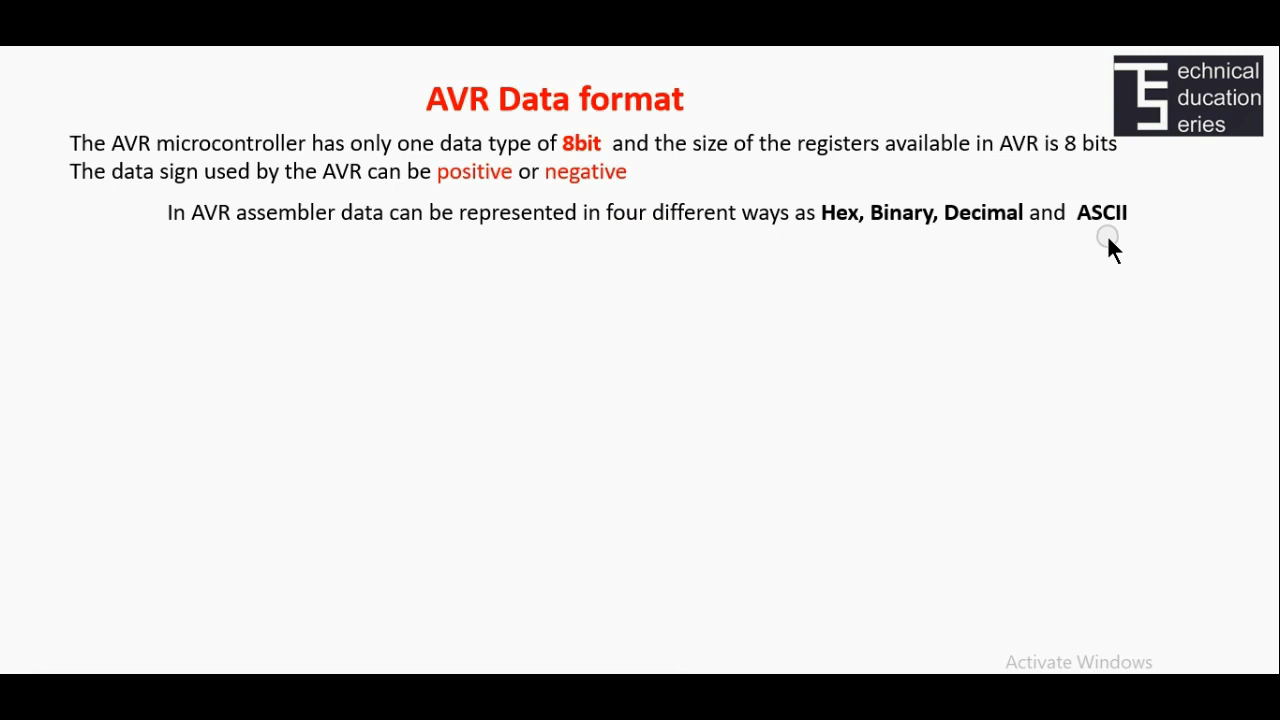 AVR Data format
The AVR microcontroller has only one data type of 8bit and the size of the registers available in AVR is 8 bits
The data sign used by the AVR can be positive or negative
In AVR assembler data can be represented in four different ways as Hex, Binary, Decimal and ASCII
TES
echnical
ducation
eries
Activate Windows